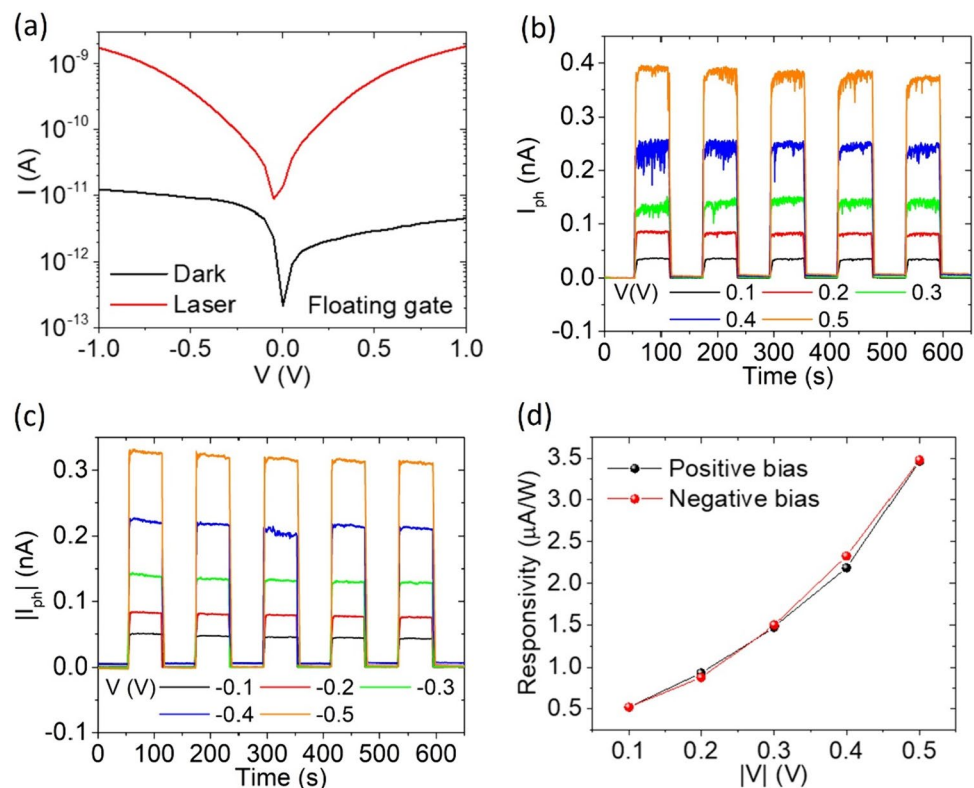 (a)
10⁻⁹
10⁻¹⁰
10⁻¹¹
10⁻¹²
10⁻¹³
I (A)
Dark
Laser
Floating gate
-1.0 -0.5 0.0 0.5 1.0
V (V)
(b)
0.4
0.3
0.2
0.1
0.0
-0.1
I_ph (nA)
V(V) 0.1 0.2 0.3
0.4 0.5
0 100 200 300 400 500 600
Time (s)
(c)
0.3
0.2
0.1
0.0
-0.1
|I_ph| (nA)
V (V) -0.1 -0.2 -0.3
-0.4 -0.5
0 100 200 300 400 500 600
Time (s)
(d)
3.5
3.0
2.5
2.0
1.5
1.0
0.5
Responsivity (µA/W)
Positive bias
Negative bias
0.1 0.2 0.3 0.4 0.5
|V| (V)